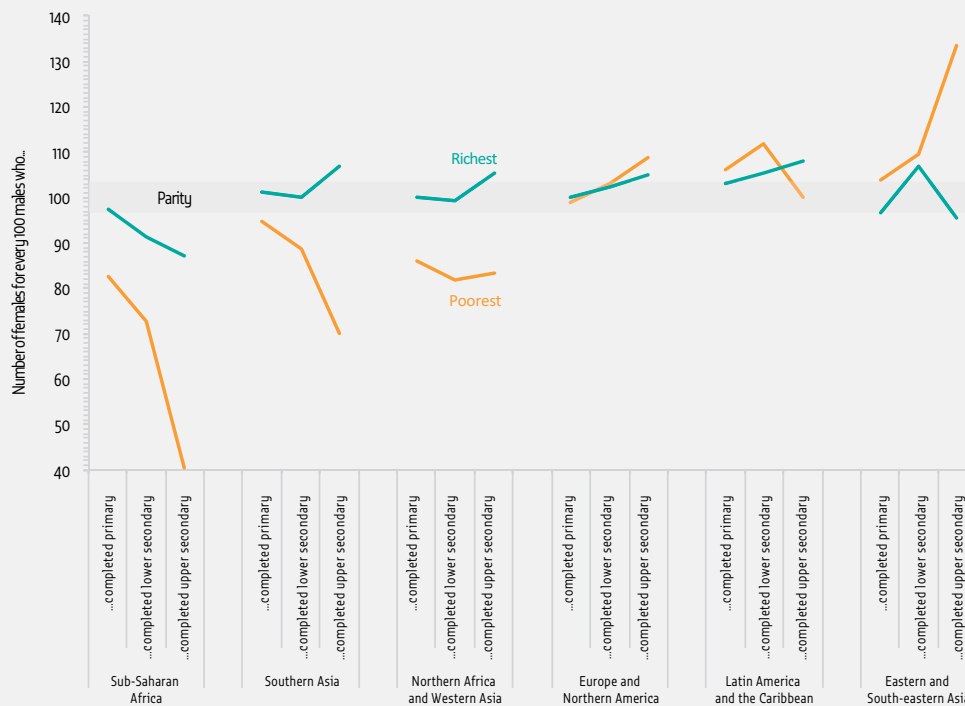 Number of females for every 100 males who...
140
130
120
110
100
90
80
70
60
50
40
Parity
Richest
Poorest
...completed primary
...completed lower secondary
...completed upper secondary
...completed primary
...completed lower secondary
...completed upper secondary
...completed primary
...completed lower secondary
...completed upper secondary
...completed primary
...completed lower secondary
...completed upper secondary
...completed primary
...completed lower secondary
...completed upper secondary
...completed primary
...completed lower secondary
...completed upper secondary
Sub-Saharan
Africa
Southern Asia
Northern Africa
and Western Asia
Europe and
Northern America
Latin America
and the Caribbean
Eastern and
South-eastern Asia